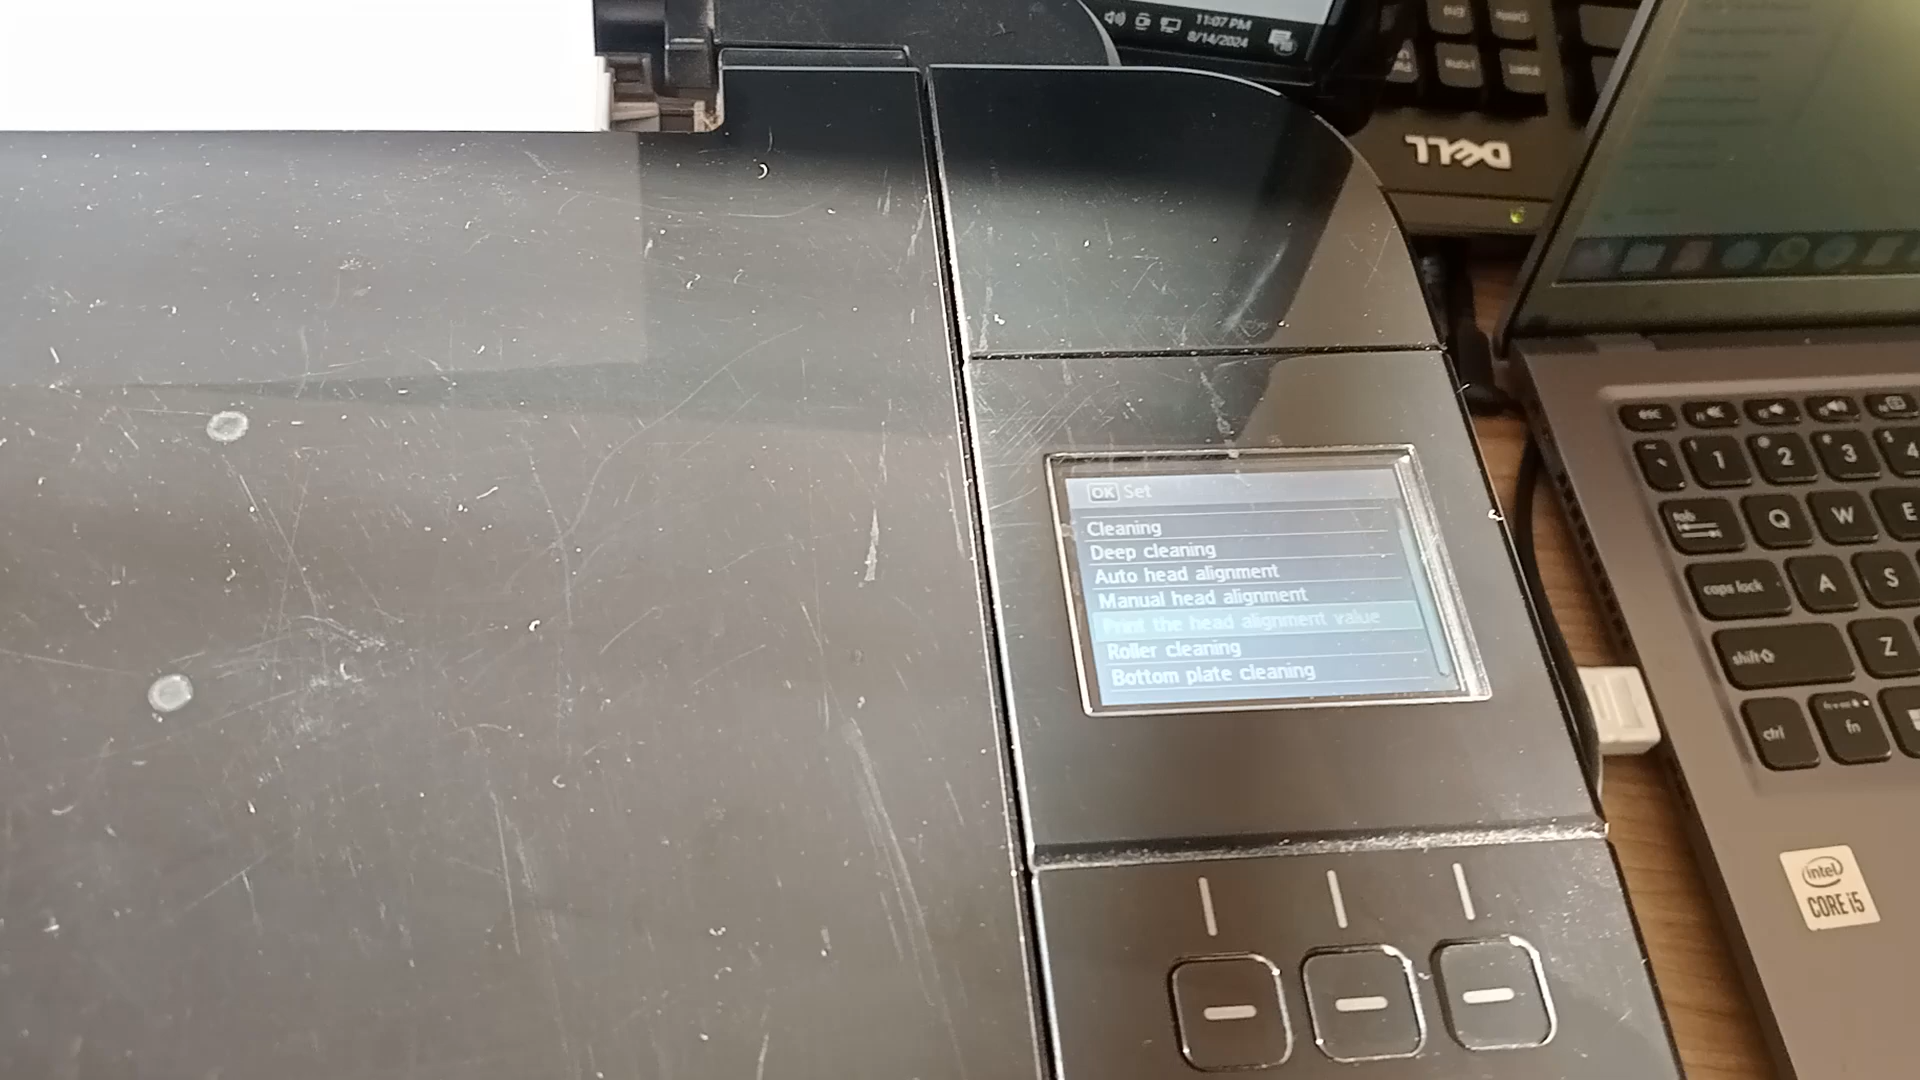 11:07 PM
8/14/2024
DELL
OK Set
Cleaning
Deep cleaning
Auto head alignment
Manual head alignment
Print the head alignment value
Roller cleaning
Bottom plate cleaning
esc
1
2
3
4
tab
Q
W
E
caps lock
A
S
shift
Z
ctrl
fn
intel
CORE i5